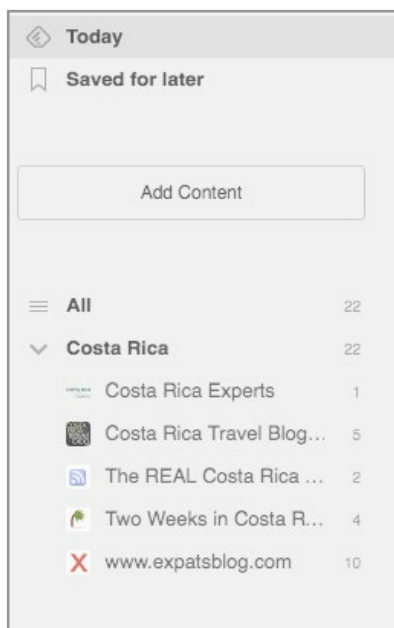 Today
Saved for later
Add Content
All 22
Costa Rica 22
Costa Rica Experts 1
Costa Rica Travel Blog... 5
The REAL Costa Rica ... 2
Two Weeks in Costa R... 4
www.expatsblog.com 10